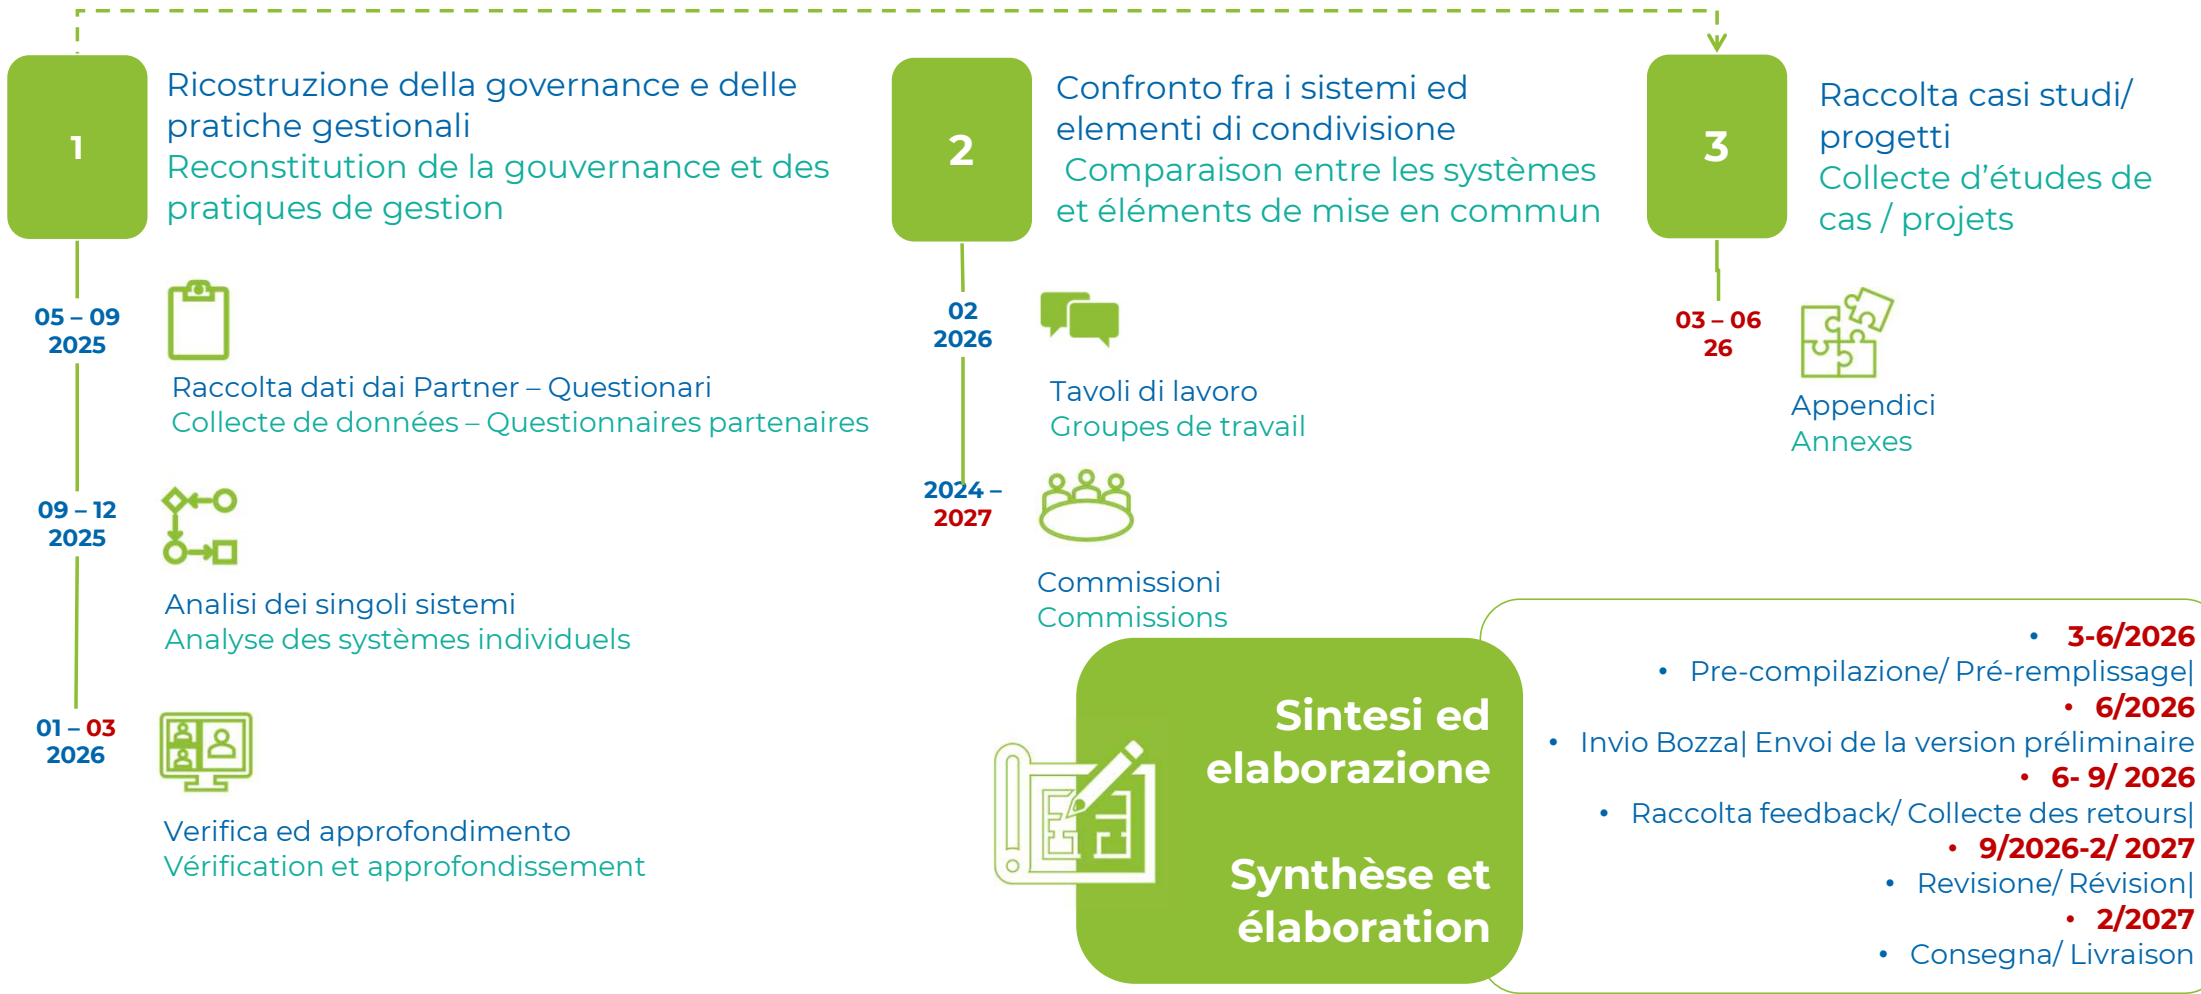 1
Ricostruzione della governance e delle
pratiche gestionali
Reconstitution de la gouvernance et des
pratiques de gestion
05 – 09
2025
Raccolta dati dai Partner – Questionari
Collecte de données – Questionnaires partenaires
09 – 12
2025
Analisi dei singoli sistemi
Analyse des systèmes individuels
01 – 03
2026
Verifica ed approfondimento
Vérification et approfondissement
2
Confronto fra i sistemi ed
elementi di condivisione
Comparaison entre les systèmes
et éléments de mise en commun
02
2026
Tavoli di lavoro
Groupes de travail
2024 –
2027
Commissioni
Commissions
3
Raccolta casi studi/
progetti
Collecte d’études de
cas / projets
03 – 06
26
Appendici
Annexes
Sintesi ed
elaborazione
Synthèse et
élaboration
• 3-6/2026
• Pre-compilazione/ Pré-remplissage|
• 6/2026
• Invio Bozza| Envoi de la version préliminaire
• 6- 9/ 2026
• Raccolta feedback/ Collecte des retours|
• 9/2026-2/ 2027
• Revisione/ Révision|
• 2/2027
• Consegna/ Livraison